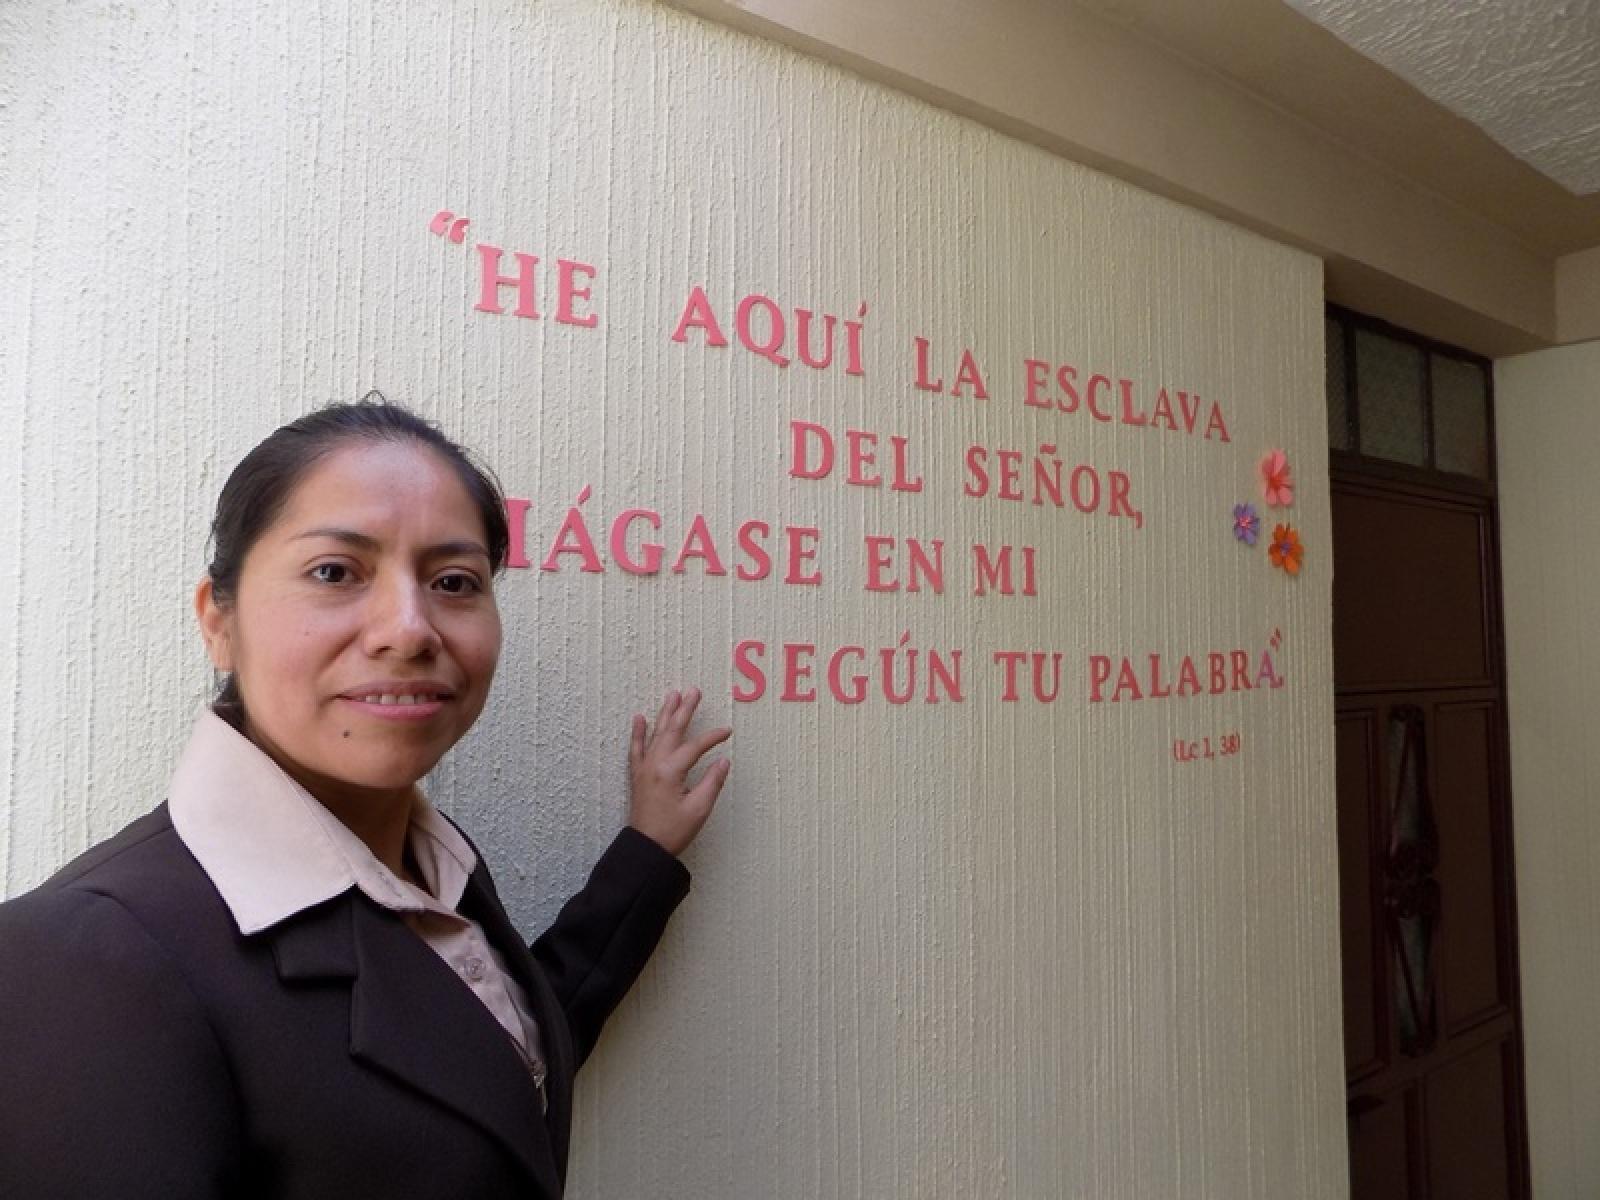 “HE AQUÍ LA ESCLAVA
DEL SEÑOR,
HÁGASE EN MI
SEGÚN TU PALABRA.”
(Lc 1, 38)